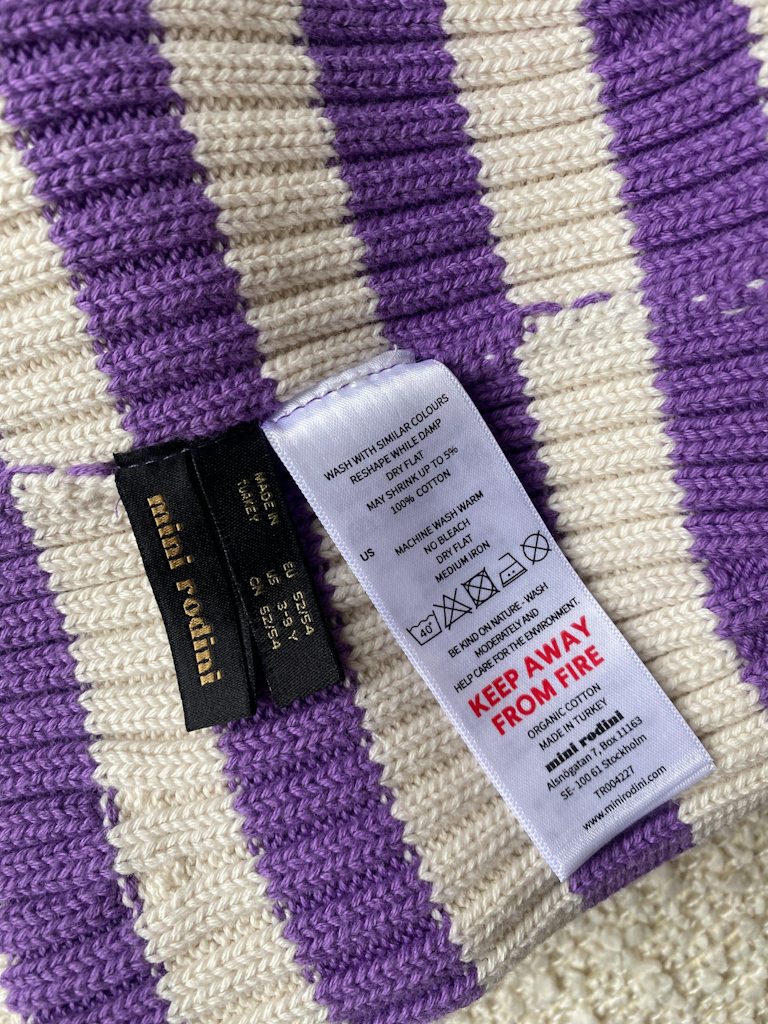 mini rodini
MADE IN
TURKEY
EU 52/54
US 3-9 Y
CN 52/54
WASH WITH SIMILAR COLOURS
RESHAPE WHILE DAMP
DRY FLAT
MAY SHRINK UP TO 5%
100% COTTON
US
MACHINE WASH WARM
NO BLEACH
DRY FLAT
MEDIUM IRON
40°
BE KIND ON NATURE - WASH
MODERATELY AND
HELP CARE FOR THE ENVIRONMENT.
KEEP AWAY
FROM FIRE
ORGANIC COTTON
MADE IN TURKEY
mini rodini
Alsnögatan 7, Box 11163
SE- 100 61 Stockholm
TR004227
www.minirodini.com